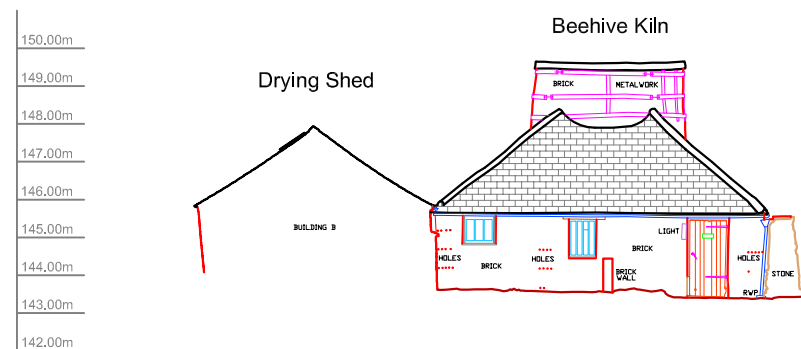 Beehive Kiln
150.00m
Drying Shed
149.00m
BRICK
METALWORK
148.00m
147.00m
146.00m
145.00m
BUILDING B
LIGHT
BRICK
HOLES
HOLES
HOLES
BRICK
144.00m
BRICK
WALL
STONE
RWP
143.00m
142.00m